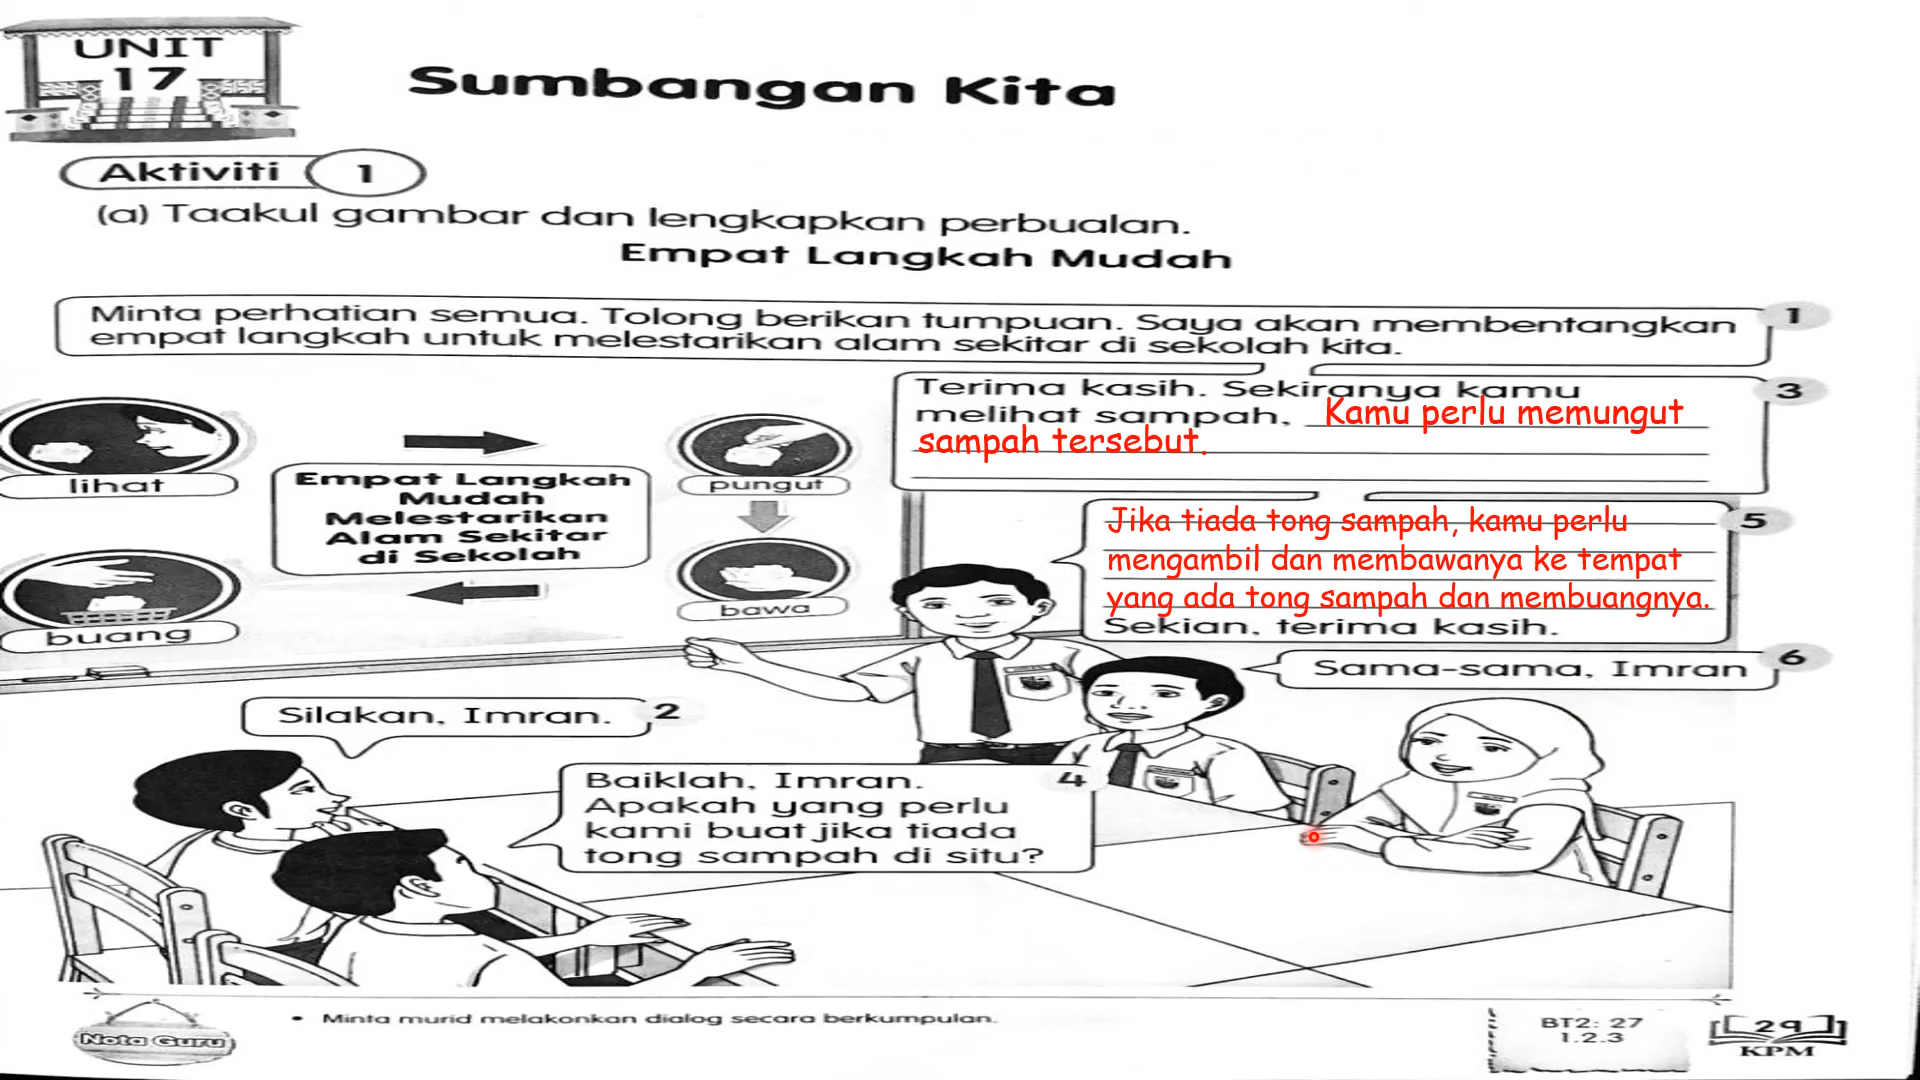 UNIT
17
Sumbangan Kita
Aktiviti 1
(a) Taakul gambar dan lengkapkan perbualan.
Empat Langkah Mudah
Minta perhatian semua. Tolong berikan tumpuan. Saya akan membentangkan
empat langkah untuk melestarikan alam sekitar di sekolah kita.
1
Terima kasih. Sekiranya kamu
melihat sampah, Kamu perlu memungut
sampah tersebut.
3
lihat
pungut
Empat Langkah
Mudah
Melestarikan
Alam Sekitar
di Sekolah
buang
bawa
Jika tiada tong sampah, kamu perlu
mengambil dan membawanya ke tempat
yang ada tong sampah dan membuangnya.
Sekian, terima kasih.
5
Sama-sama, Imran
6
Silakan, Imran.
2
Baiklah, Imran.
Apakah yang perlu
kami buat jika tiada
tong sampah di situ?
4
Nota Guru
• Minta murid melakonkan dialog secara berkumpulan.
BT2: 27
1.2.3
29
KPM